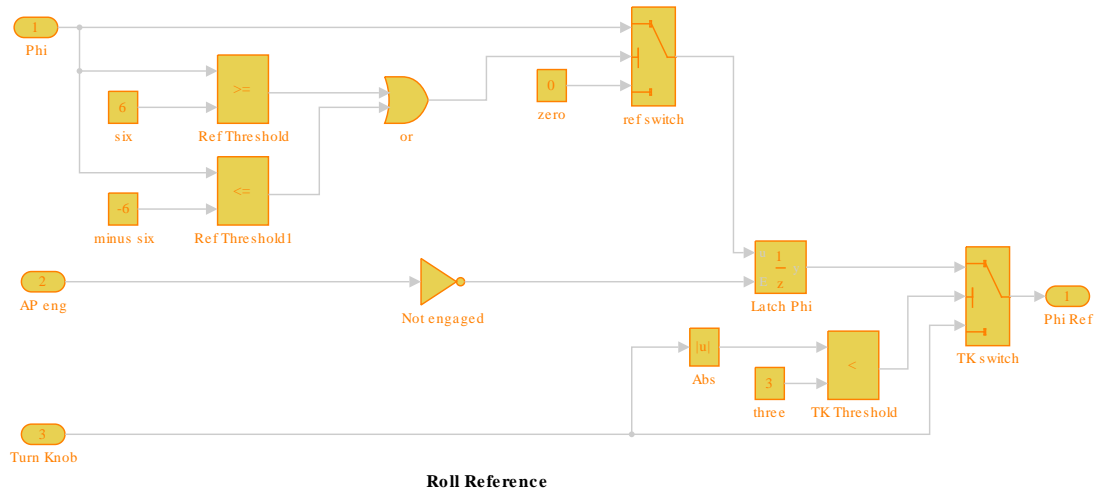 1
Phi
>=
6
six
Ref Threshold
or
0
zero
ref switch
<=
-6
minus six
Ref Threshold1
2
AP eng
Not engaged
1
z
Latch Phi
TK switch
1
Phi Ref
|u|
Abs
3
three
<
TK Threshold
3
Turn Knob
Roll Reference